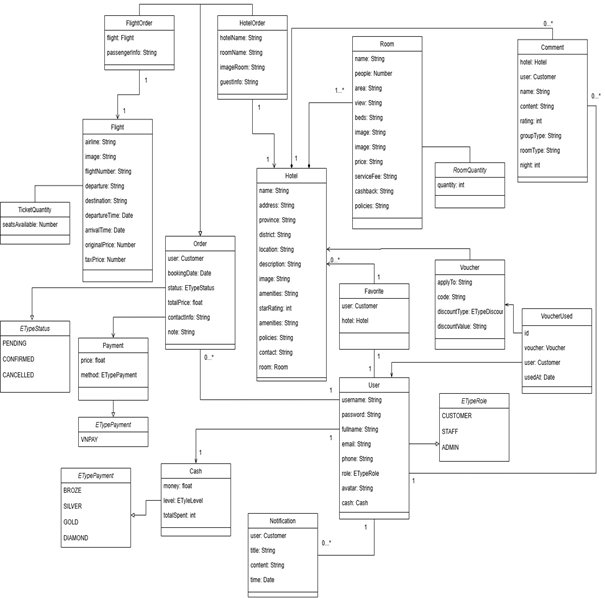 FlightOrder
flight: Flight
passengerInfo: String
1
HotelOrder
hotelName: String
roomName: String
imageRoom: String
guestInfo: String
1
Room
name: String
people: Number
area: String
view: String
beds: String
image: String
image: String
price: String
serviceFee: String
cashback: String
policies: String
1...*
0...*
Comment
hotel: Hotel
user: Customer
name: String
content: String
rating: int
groupType: String
roomType: String
night: int
0...*
1
Flight
airline: String
image: String
flightNumber: String
departure: String
destination: String
departureTime: Date
arrivalTime: Date
originalPrice: Number
taxPrice: Number
TicketQuantity
seatsAvailable: Number
1
1
1
Hotel
name: String
address: String
province: String
district: String
location: String
description: String
image: String
amenities: String
starRating: int
amenities: String
policies: String
contact: String
room: Room
RoomQuantity
quantity: int
Order
user: Customer
bookingDate: Date
status: ETypeStatus
totalPrice: float
contactInfo: String
note: String
0...*
0...*
1
Favorite
user: Customer
hotel: Hotel
1
Voucher
applyTo: String
code: String
discountType: ETypeDiscou
discountValue: String
VoucherUsed
id
voucher: Voucher
user: Customer
usedAt: Date
ETypeStatus
PENDING
CONFIRMED
CANCELLED
Payment
price: float
method: ETypePayment
ETypePayment
VNPAY
1
1
1
User
username: String
password: String
fullname: String
email: String
phone: String
role: ETypeRole
avatar: String
cash: Cash
1
1
ETypeRole
CUSTOMER
STAFF
ADMIN
ETypePayment
BROZE
SILVER
GOLD
DIAMOND
1
Cash
money: float
level: ETyleLevel
totalSpent: int
Notification
user: Customer
title: String
content: String
time: Date
0...*